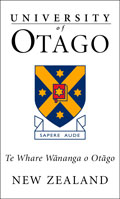 UNIVERSITY
of
OTAGO
SAPERE AUDE
Te Whare Wānanga o Otāgo
NEW ZEALAND